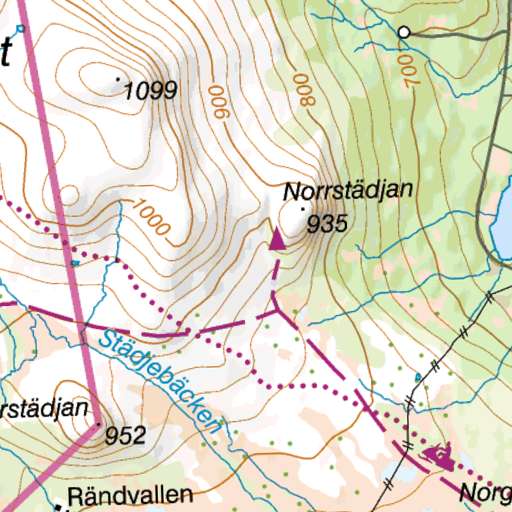 t
1099
900
800
700
Norrstädjan
935
1000
Städjebäcken
rstädjan
952
Rändvallen
Norg